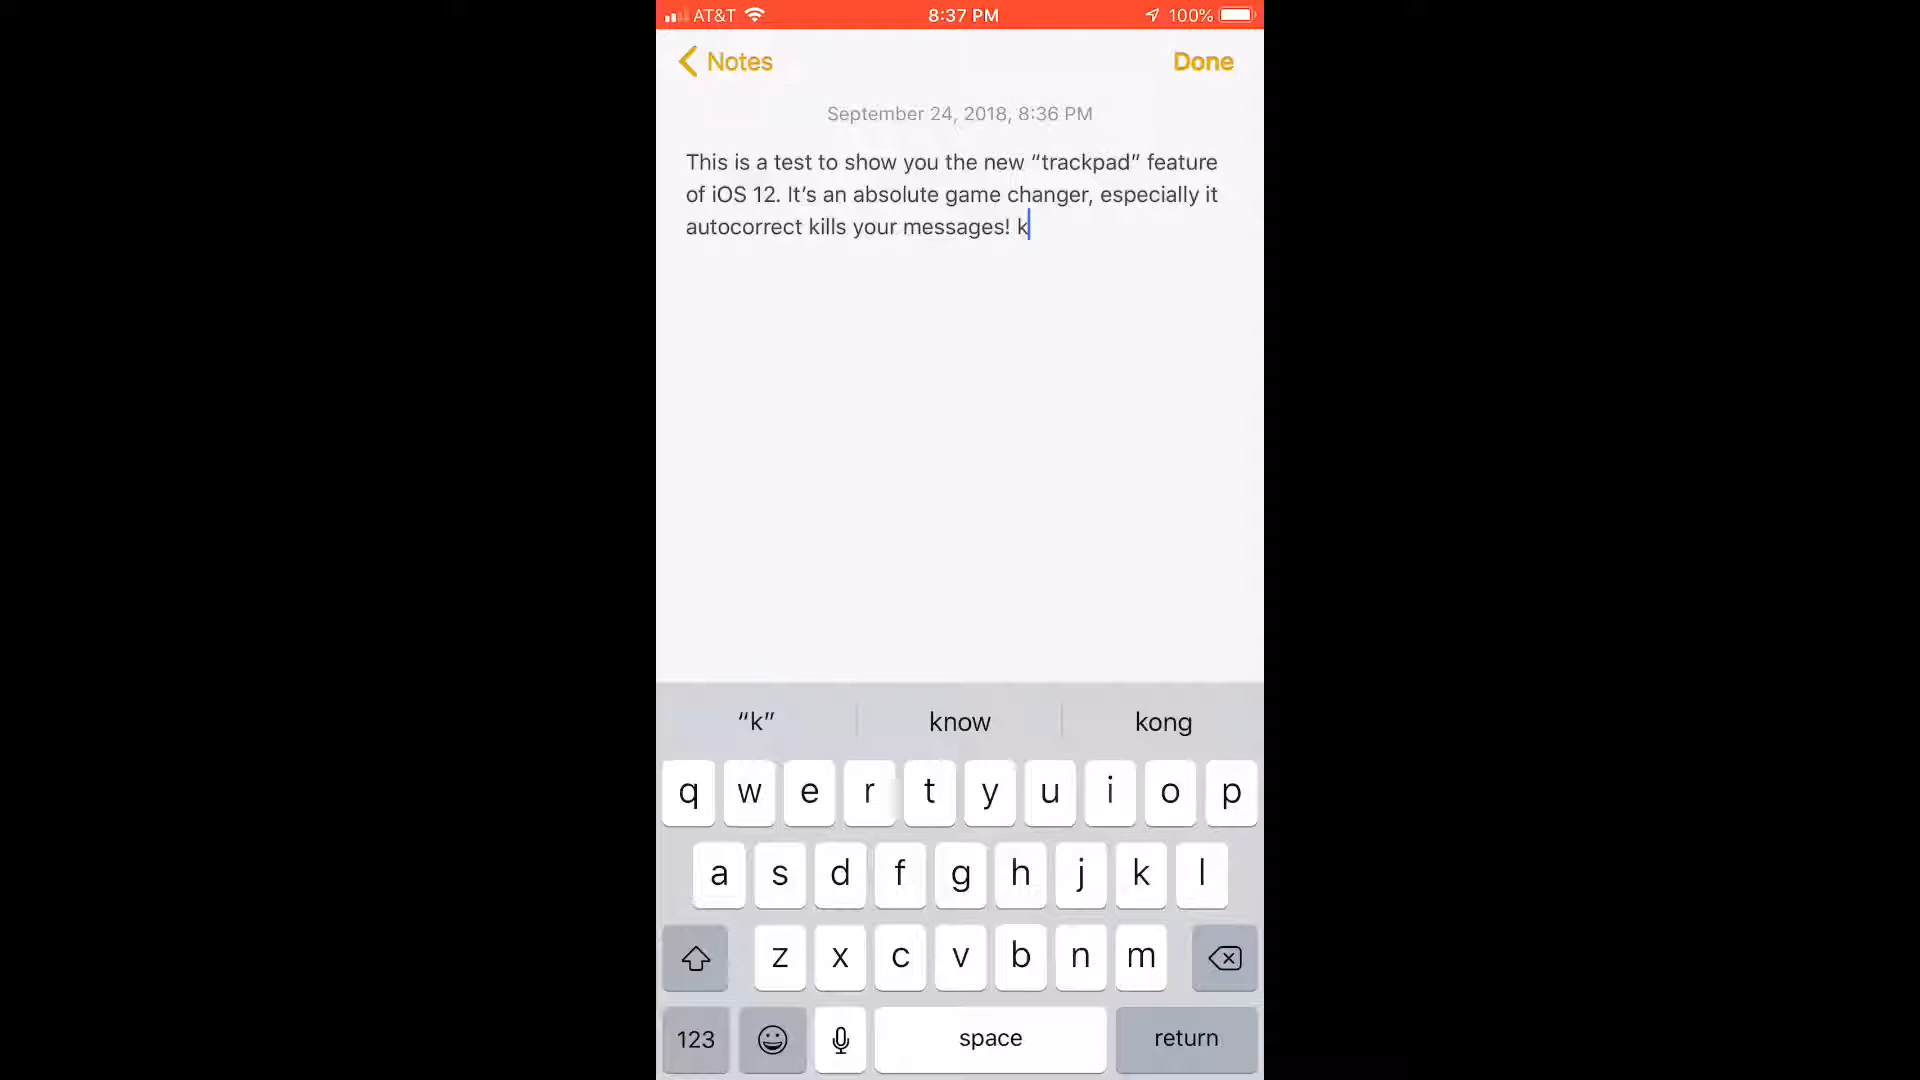 AT&T 8:37 PM 100%
Notes Done
September 24, 2018, 8:36 PM
This is a test to show you the new “trackpad” feature
of iOS 12. It’s an absolute game changer, especially it
autocorrect kills your messages! k
“k” know kong
q w e r t y u i o p
a s d f g h j k l
z x c v b n m
123 space return